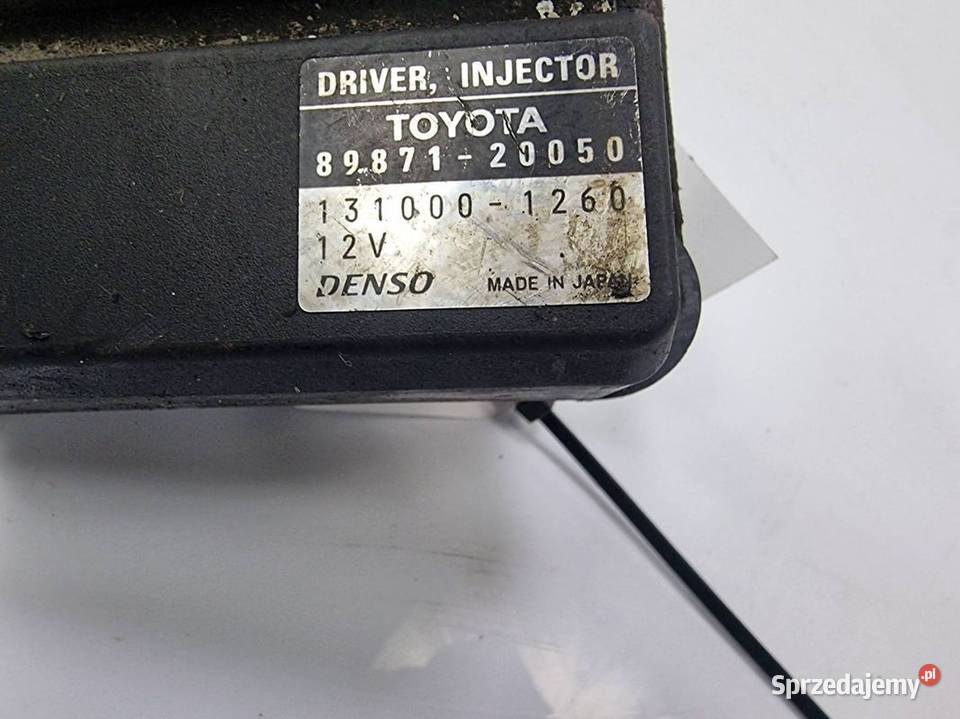 DRIVER, INJECTOR
TOYOTA
89871-20050
131000-1260
12V
DENSO MADE IN JAPAN
Sprzedajemy.pl